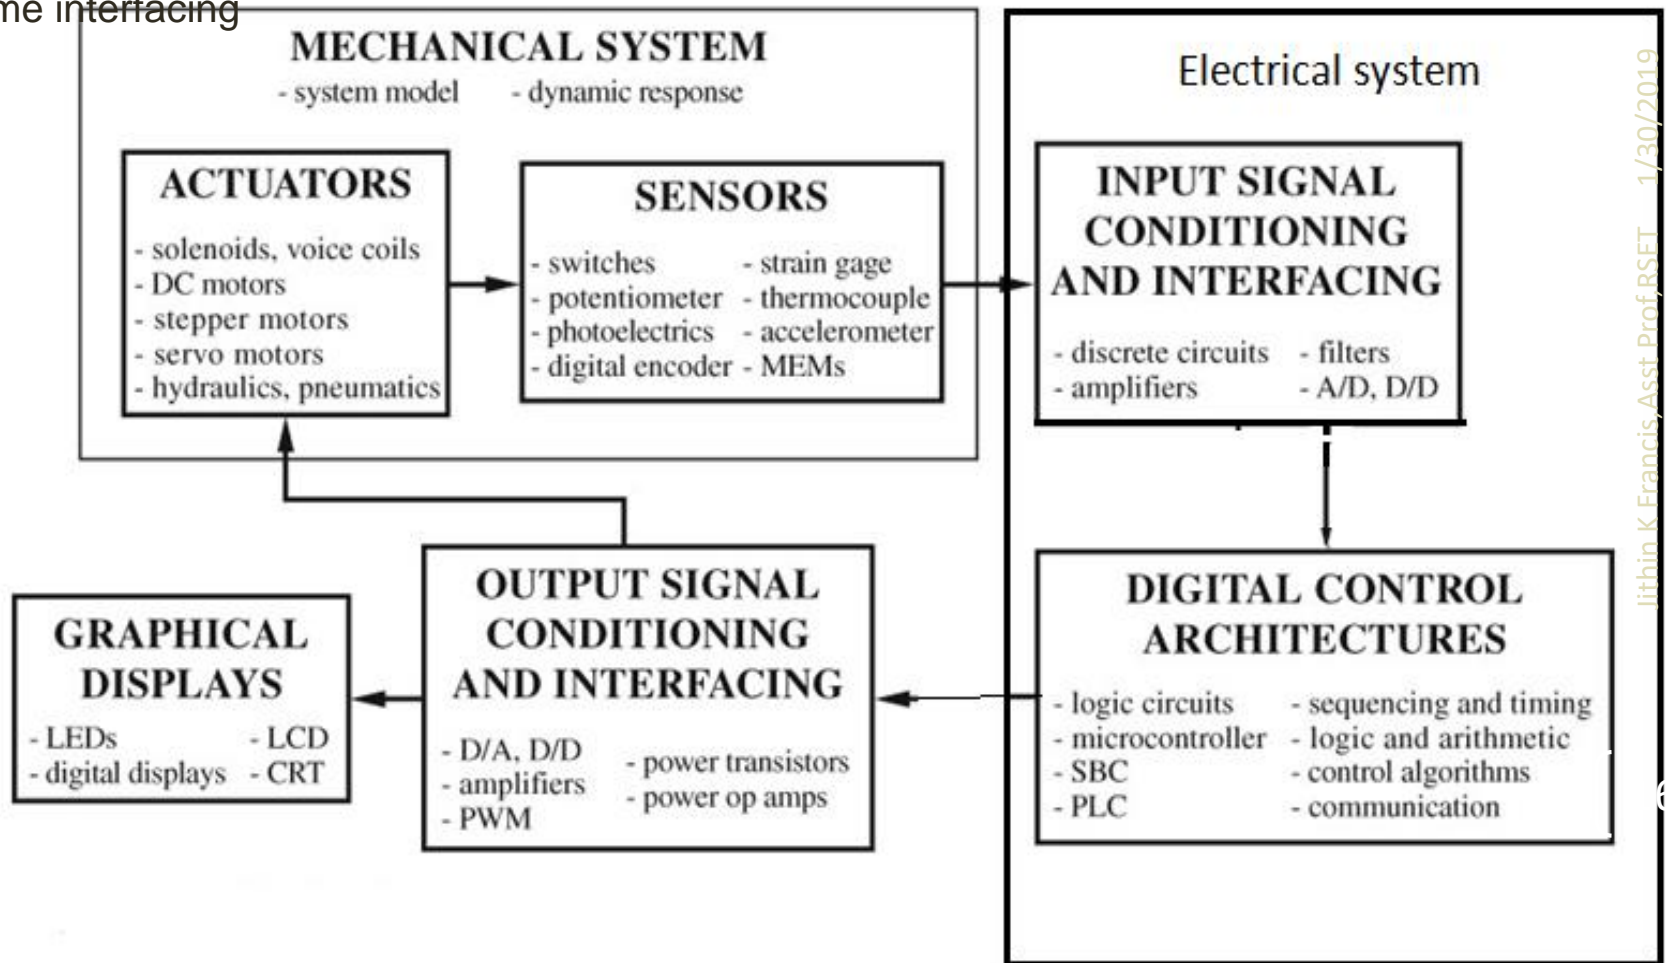 me interfacing
MECHANICAL SYSTEM
- system model - dynamic response
ACTUATORS
- solenoids, voice coils
- DC motors
- stepper motors
- servo motors
- hydraulics, pneumatics
SENSORS
- switches - strain gage
- potentiometer - thermocouple
- photoelectrics - accelerometer
- digital encoder - MEMs
Electrical system
INPUT SIGNAL
CONDITIONING
AND INTERFACING
- discrete circuits - filters
- amplifiers - A/D, D/D
DIGITAL CONTROL
ARCHITECTURES
- logic circuits - sequencing and timing
- microcontroller - logic and arithmetic
- SBC - control algorithms
- PLC - communication
OUTPUT SIGNAL
CONDITIONING
AND INTERFACING
- D/A, D/D - power transistors
- amplifiers - power op amps
- PWM
GRAPHICAL
DISPLAYS
- LEDs - LCD
- digital displays - CRT
Jithin K Francis,Asst Prof,RSET 1/30/2019